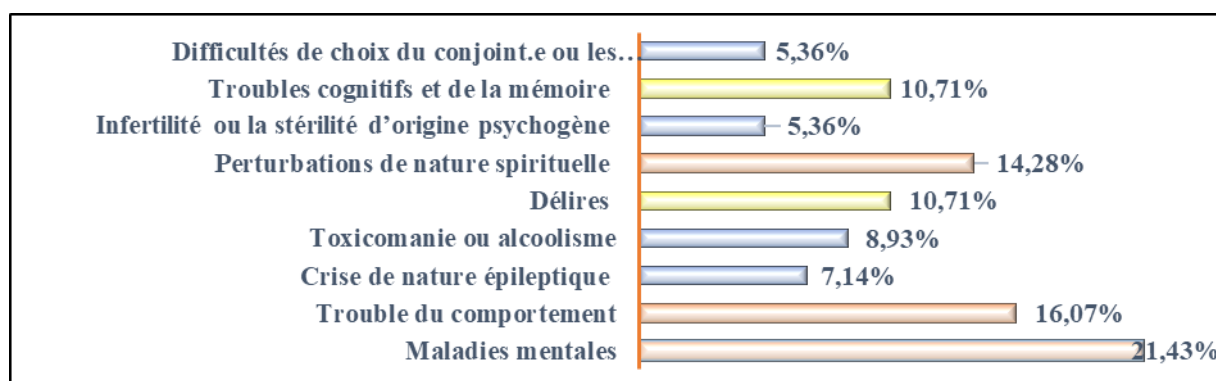 Difficultés de choix du conjoint.e ou les… 5,36%
Troubles cognitifs et de la mémoire 10,71%
Infertilité ou la stérilité d’origine psychogène 5,36%
Perturbations de nature spirituelle 14,28%
Délires 10,71%
Toxicomanie ou alcoolisme 8,93%
Crise de nature épileptique 7,14%
Trouble du comportement 16,07%
Maladies mentales 21,43%